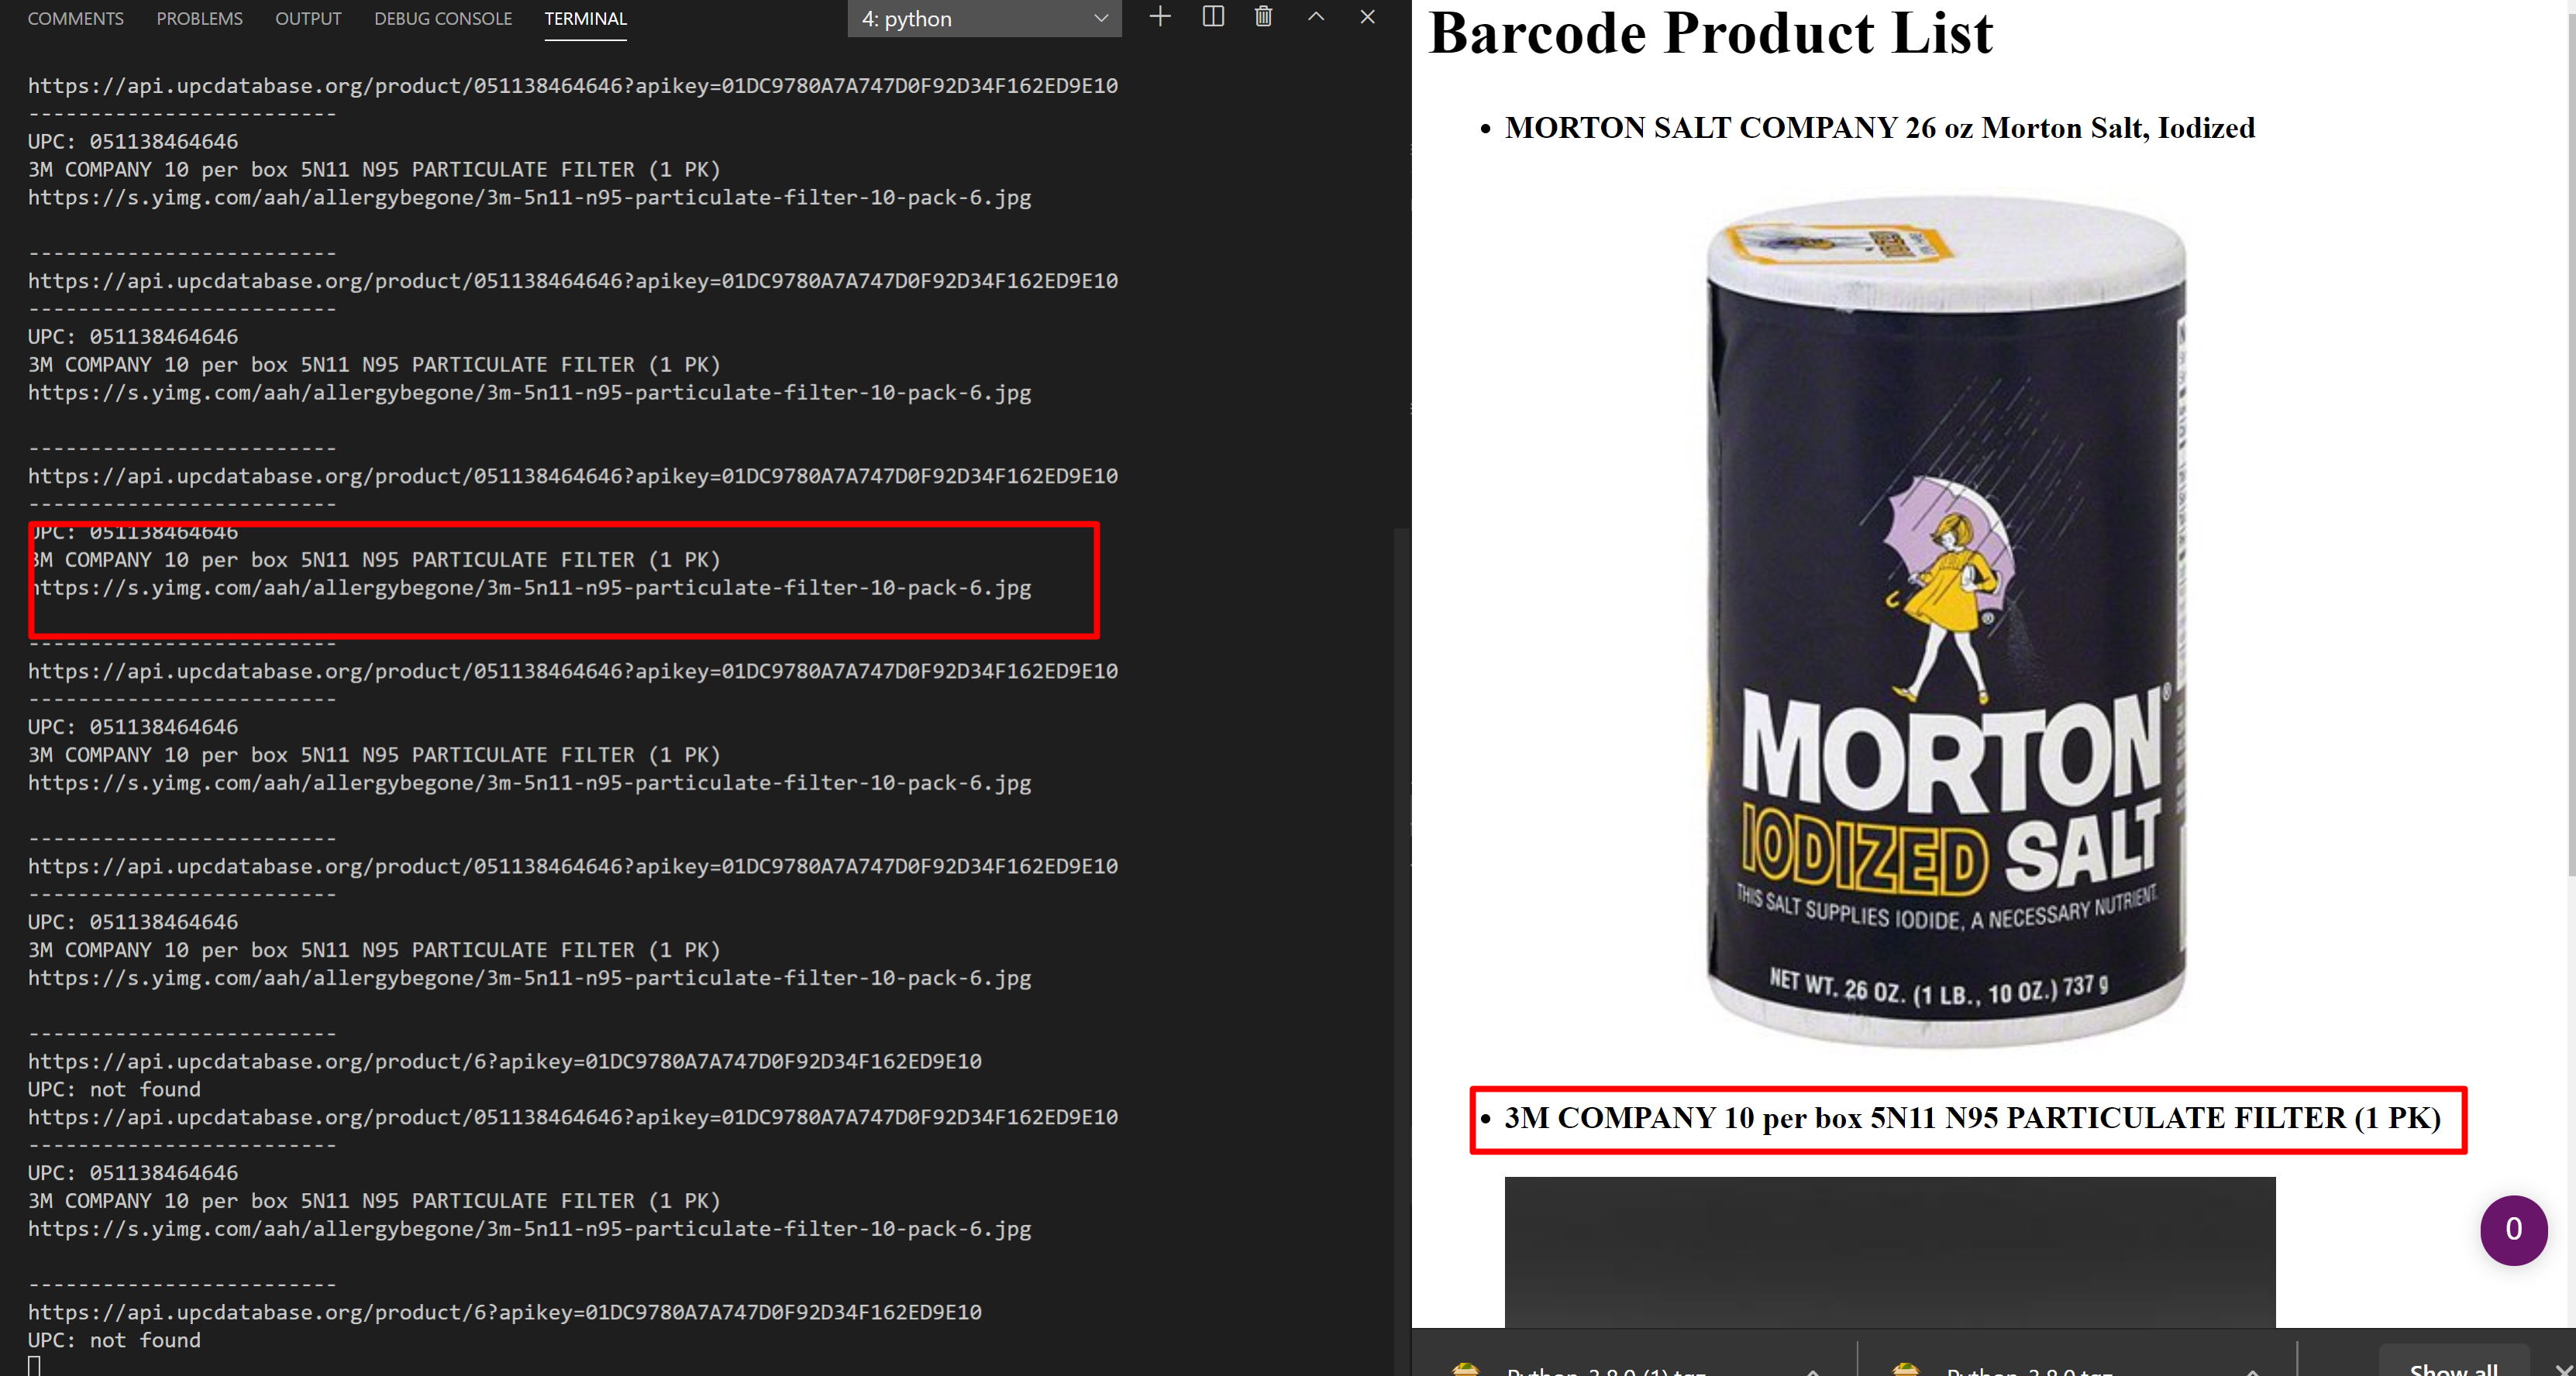 COMMENTS PROBLEMS OUTPUT DEBUG CONSOLE TERMINAL 4: python
https://api.upcdatabase.org/product/051138464646?apikey=01DC9780A7A747D0F92D34F162ED9E10
-------------------------
UPC: 051138464646
3M COMPANY 10 per box 5N11 N95 PARTICULATE FILTER (1 PK)
https://s.yimg.com/aah/allergybegone/3m-5n11-n95-particulate-filter-10-pack-6.jpg
-------------------------
https://api.upcdatabase.org/product/051138464646?apikey=01DC9780A7A747D0F92D34F162ED9E10
-------------------------
UPC: 051138464646
3M COMPANY 10 per box 5N11 N95 PARTICULATE FILTER (1 PK)
https://s.yimg.com/aah/allergybegone/3m-5n11-n95-particulate-filter-10-pack-6.jpg
-------------------------
https://api.upcdatabase.org/product/051138464646?apikey=01DC9780A7A747D0F92D34F162ED9E10
-------------------------
UPC: 051138464646
3M COMPANY 10 per box 5N11 N95 PARTICULATE FILTER (1 PK)
https://s.yimg.com/aah/allergybegone/3m-5n11-n95-particulate-filter-10-pack-6.jpg
-------------------------
https://api.upcdatabase.org/product/051138464646?apikey=01DC9780A7A747D0F92D34F162ED9E10
-------------------------
UPC: 051138464646
3M COMPANY 10 per box 5N11 N95 PARTICULATE FILTER (1 PK)
https://s.yimg.com/aah/allergybegone/3m-5n11-n95-particulate-filter-10-pack-6.jpg
-------------------------
https://api.upcdatabase.org/product/051138464646?apikey=01DC9780A7A747D0F92D34F162ED9E10
-------------------------
UPC: 051138464646
3M COMPANY 10 per box 5N11 N95 PARTICULATE FILTER (1 PK)
https://s.yimg.com/aah/allergybegone/3m-5n11-n95-particulate-filter-10-pack-6.jpg
-------------------------
https://api.upcdatabase.org/product/6?apikey=01DC9780A7A747D0F92D34F162ED9E10
UPC: not found
https://api.upcdatabase.org/product/051138464646?apikey=01DC9780A7A747D0F92D34F162ED9E10
-------------------------
UPC: 051138464646
3M COMPANY 10 per box 5N11 N95 PARTICULATE FILTER (1 PK)
https://s.yimg.com/aah/allergybegone/3m-5n11-n95-particulate-filter-10-pack-6.jpg
-------------------------
https://api.upcdatabase.org/product/6?apikey=01DC9780A7A747D0F92D34F162ED9E10
UPC: not found
Barcode Product List
• MORTON SALT COMPANY 26 oz Morton Salt, Iodized
MORTON®
IODIZED SALT
THIS SALT SUPPLIES IODIDE, A NECESSARY NUTRIENT.
NET WT. 26 OZ. (1 LB., 10 OZ.) 737 g
• 3M COMPANY 10 per box 5N11 N95 PARTICULATE FILTER (1 PK)
0
Python-3.8.0 (1).tgz Python-3.8.0.tgz Show all